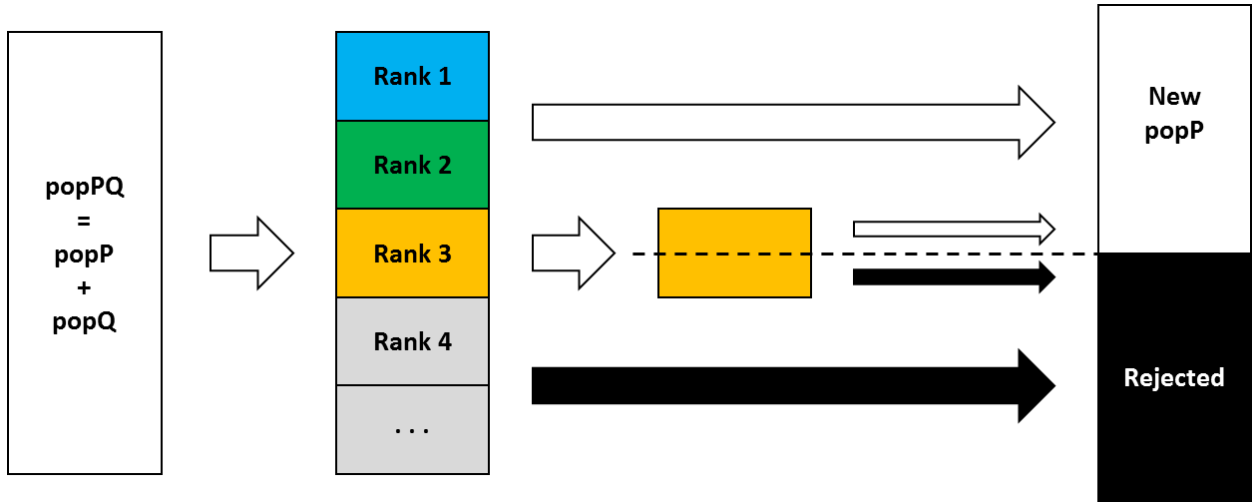 popPQ
=
popP
+
popQ
Rank 1
Rank 2
Rank 3
Rank 4
. . .
New
popP
Rejected